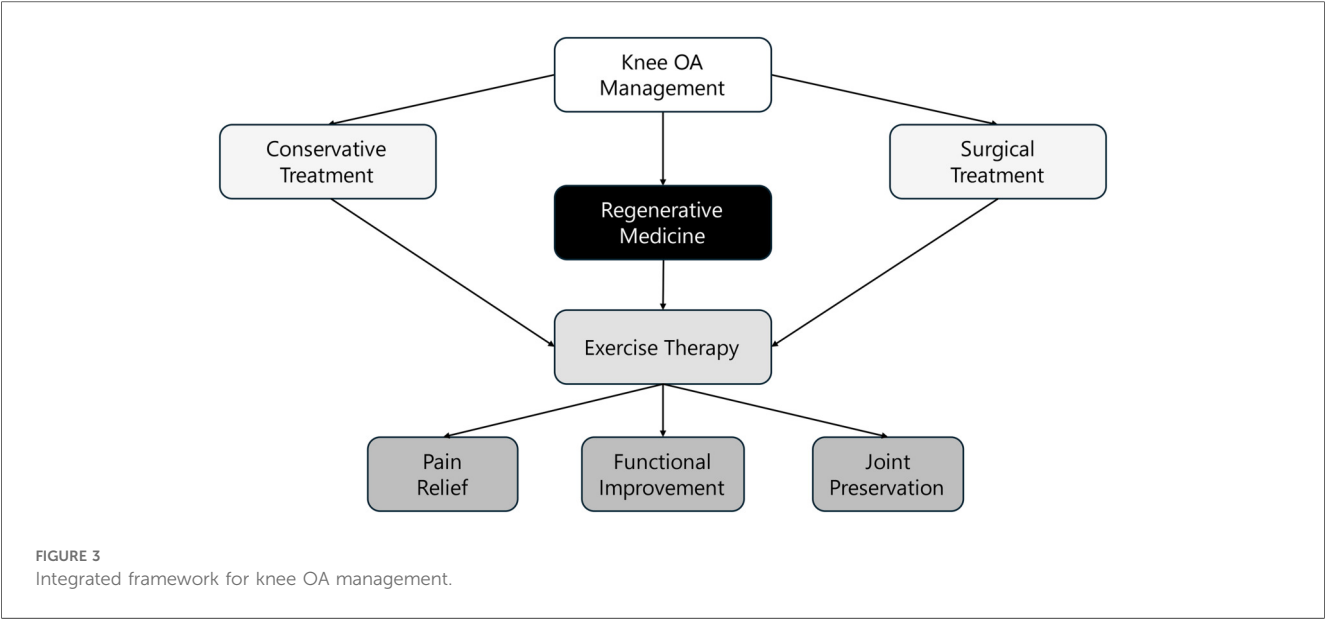 Knee OA
Management
Conservative
Treatment
Surgical
Treatment
Regenerative
Medicine
Exercise Therapy
Pain
Relief
Functional
Improvement
Joint
Preservation
FIGURE 3
Integrated framework for knee OA management.